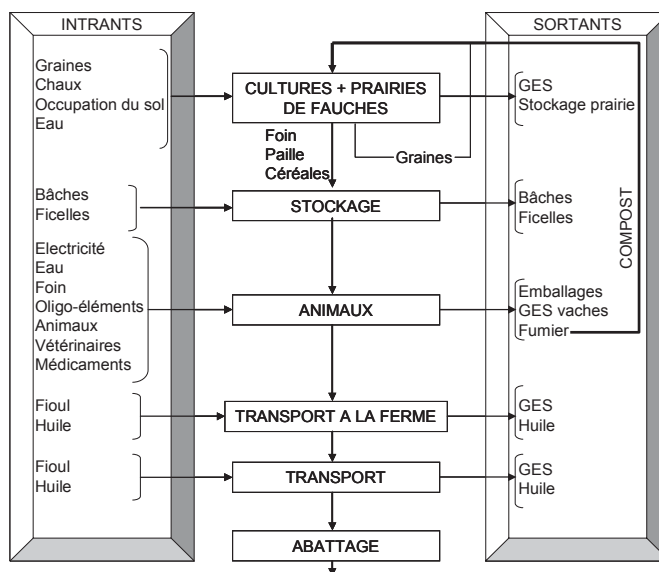 INTRANTS
SORTANTS
Graines
Chaux
Occupation du sol
Eau
CULTURES + PRAIRIES
DE FAUCHES
GES
Stockage prairie
Foin
Paille
Céréales
Graines
COMPOST
Bâches
Ficelles
STOCKAGE
Bâches
Ficelles
Electricité
Eau
Foin
Oligo-éléments
Animaux
Vétérinaires
Médicaments
ANIMAUX
Emballages
GES vaches
Fumier
Fioul
Huile
TRANSPORT A LA FERME
GES
Huile
Fioul
Huile
TRANSPORT
GES
Huile
ABATTAGE